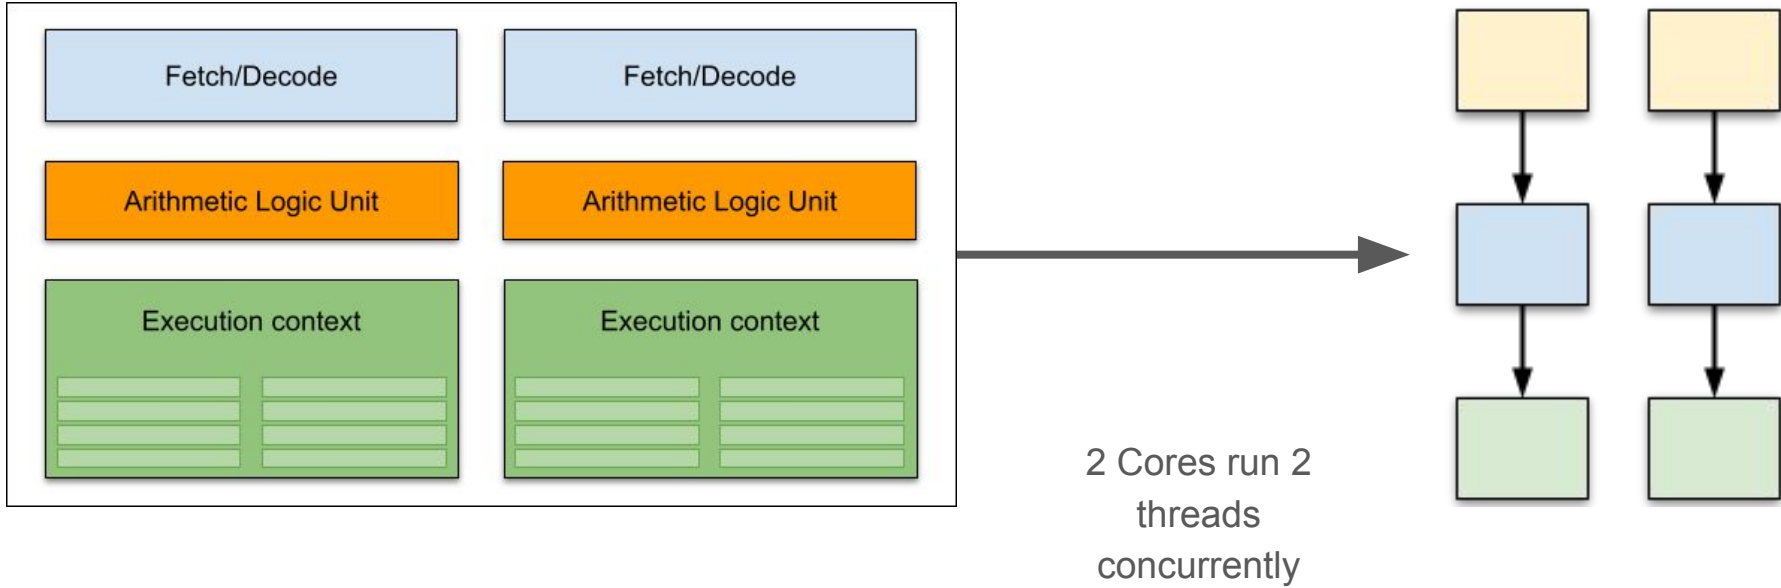 Fetch/Decode
Fetch/Decode
Arithmetic Logic Unit
Arithmetic Logic Unit
Execution context
Execution context
2 Cores run 2
threads
concurrently